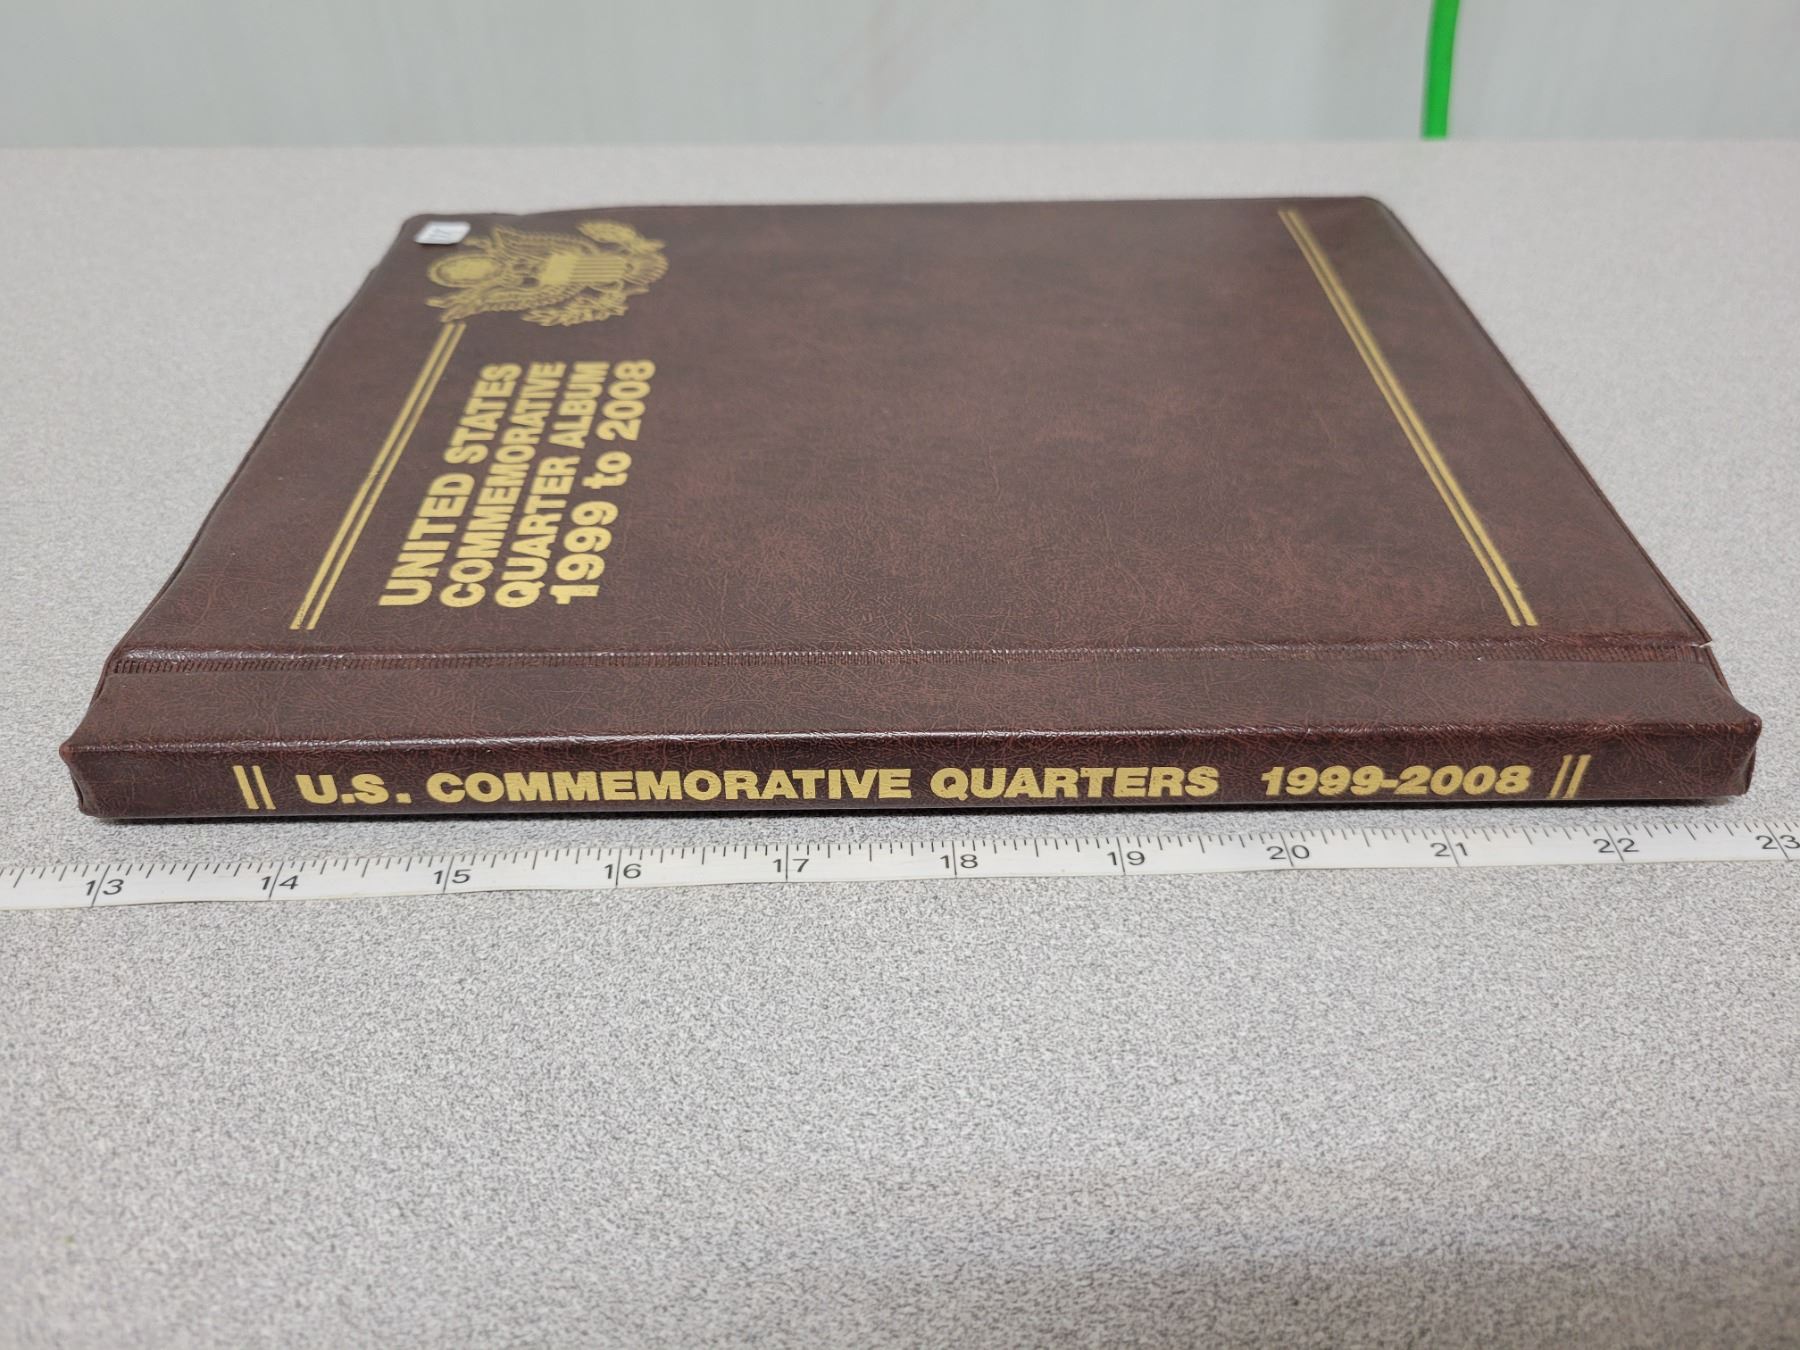 UNITED STATES
COMMEMORATIVE
QUARTER ALBUM
1999 to 2008
U.S. COMMEMORATIVE QUARTERS 1999-2008
13 14 15 16 17 18 19 20 21 22 23